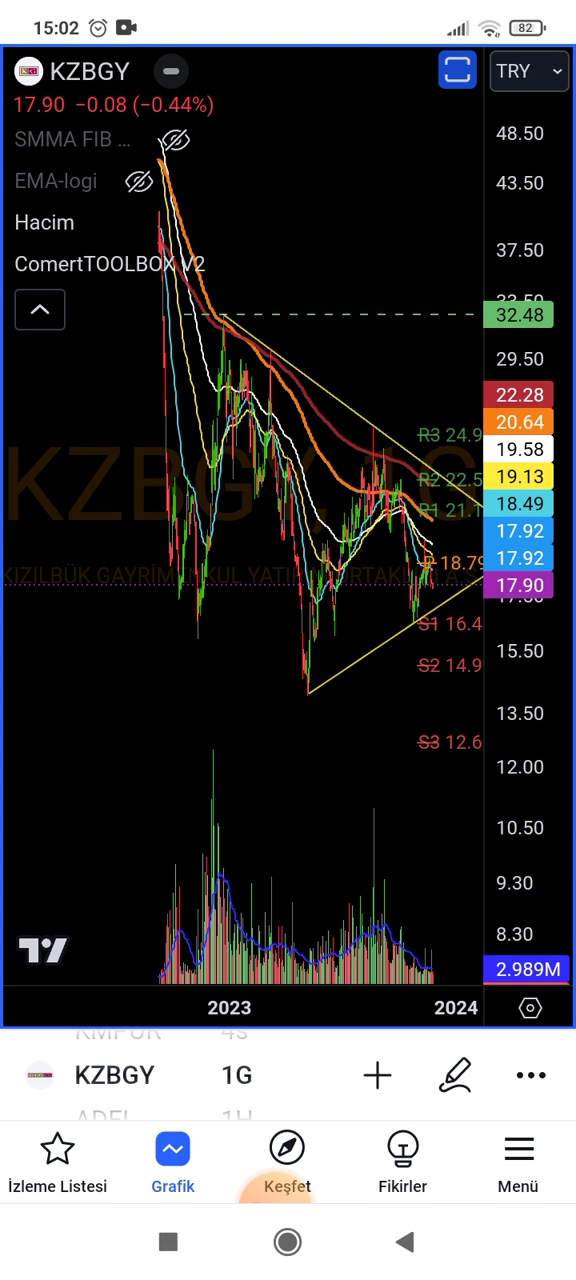 15:02
82
KZBGY
TRY
17.90 −0.08 (−0.44%)
SMMA FIB ...
EMA-logi
Hacim
ComertTOOLBOX V2
48.50
43.50
37.50
32.48
29.50
22.28
20.64
19.58
19.13
18.49
17.92
17.92
17.90
15.50
13.50
12.00
10.50
9.30
8.30
2.989M
R3 24.9
R2 22.5
R1 21.1
P 18.79
S1 16.4
S2 14.9
S3 12.6
2023
2024
KZBGY 1G
İzleme Listesi
Grafik
Keşfet
Fikirler
Menü